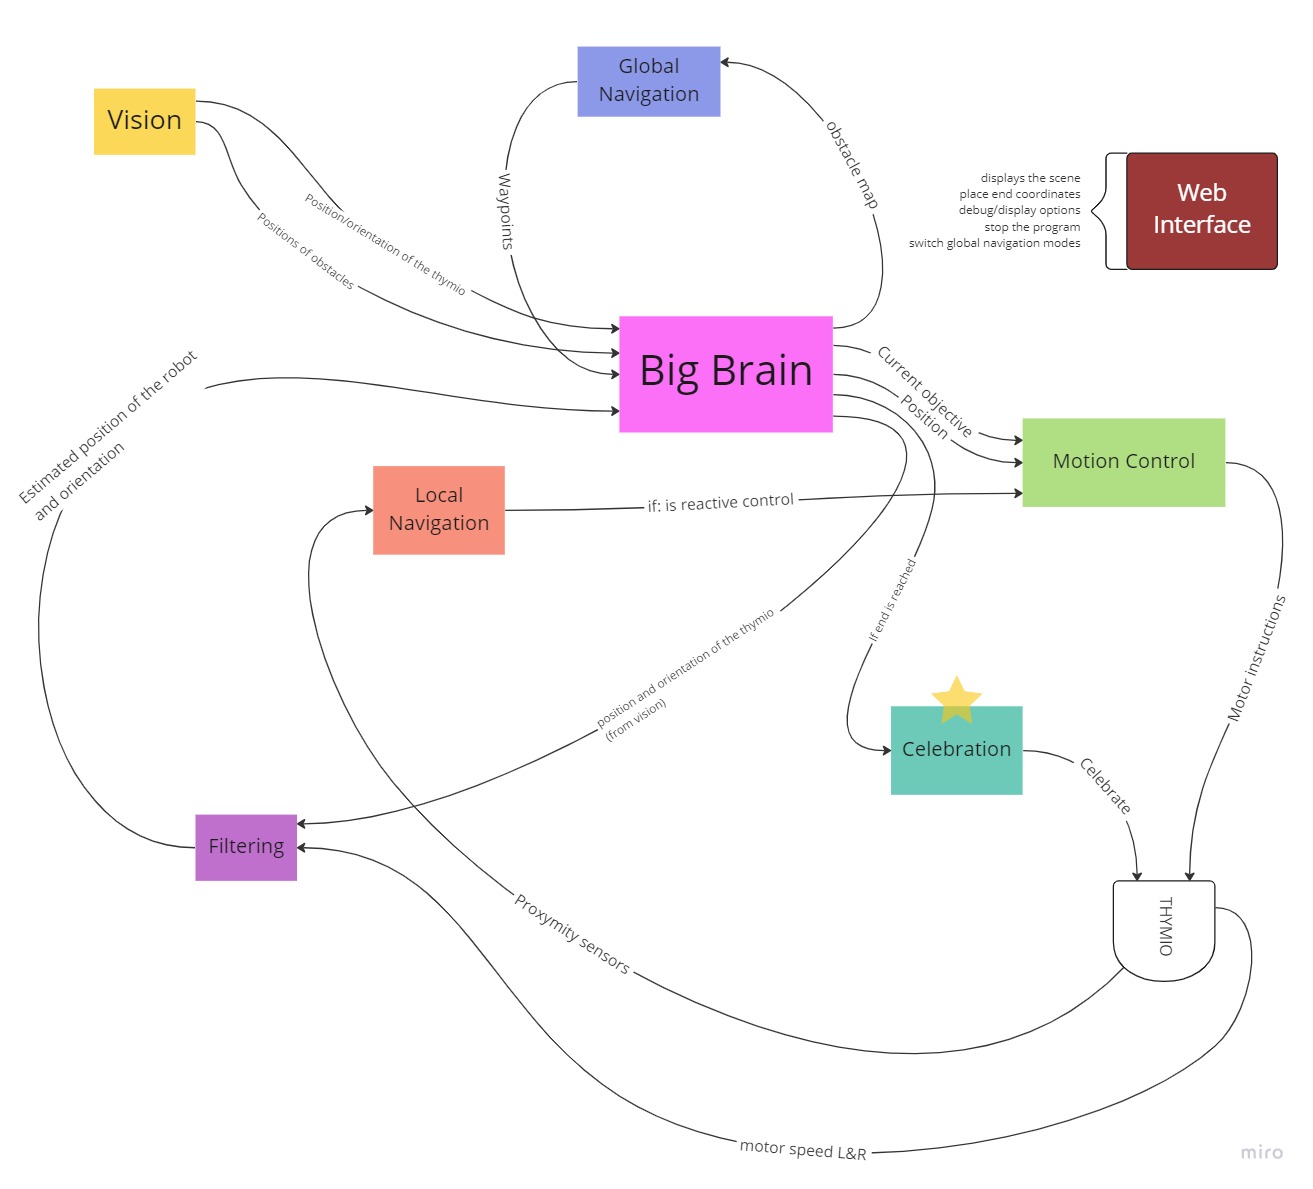 Global
Navigation
Vision
obstacle map
Waypoints
Position/orientation of the thymio
Positions of obstacles
displays the scene
place end coordinates
debug/display options
stop the program
switch global navigation modes
Web
Interface
Big Brain
Current objective
Position
Estimated position of the robot
and orientation
Motion Control
Local
Navigation
if: is reactive control
If end is reached
Motor instructions
position and orientation of the thymio
(from vision)
Celebration
Celebrate
Filtering
THYMIO
Proxymity sensors
motor speed L&R
miro